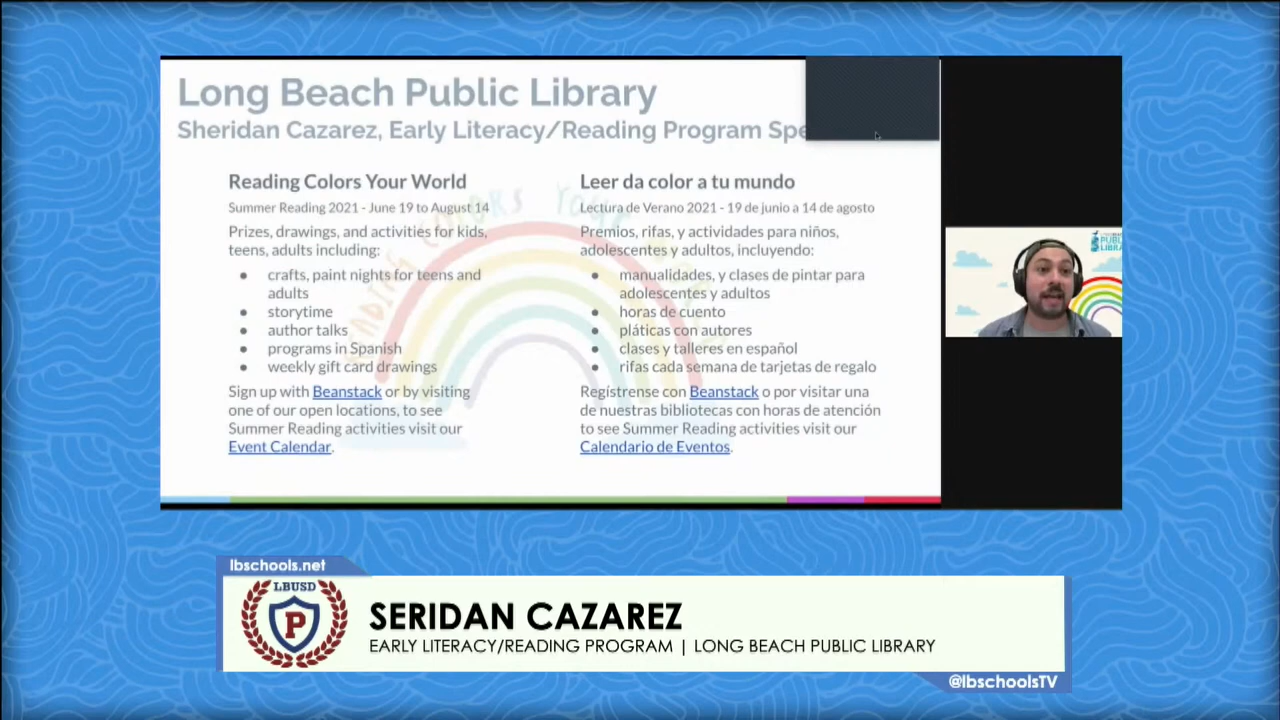 Long Beach Public Library
Sheridan Cazarez, Early Literacy/Reading Program Spe
Reading Colors Your World
Summer Reading 2021 - June 19 to August 14
Prizes, drawings, and activities for kids,
teens, adults including:
● crafts, paint nights for teens and
adults
● storytime
● author talks
● programs in Spanish
● weekly gift card drawings
Sign up with Beanstack or by visiting
one of our open locations, to see
Summer Reading activities visit our
Event Calendar.
Leer da color a tu mundo
Lectura de Verano 2021 - 19 de junio a 14 de agosto
Premios, rifas, y actividades para niños,
adolescentes y adultos, incluyendo:
● manualidades, y clases de pintar para
adolescentes y adultos
● horas de cuento
● pláticas con autores
● clases y talleres en español
● rifas cada semana de tarjetas de regalo
Regístrense con Beanstack o por visitar una
de nuestras bibliotecas con horas de atención
to see Summer Reading activities visit our
Calendario de Eventos.
lbschools.net
LBUSD
P
SERIDAN CAZAREZ
EARLY LITERACY/READING PROGRAM | LONG BEACH PUBLIC LIBRARY
@lbschoolsTV